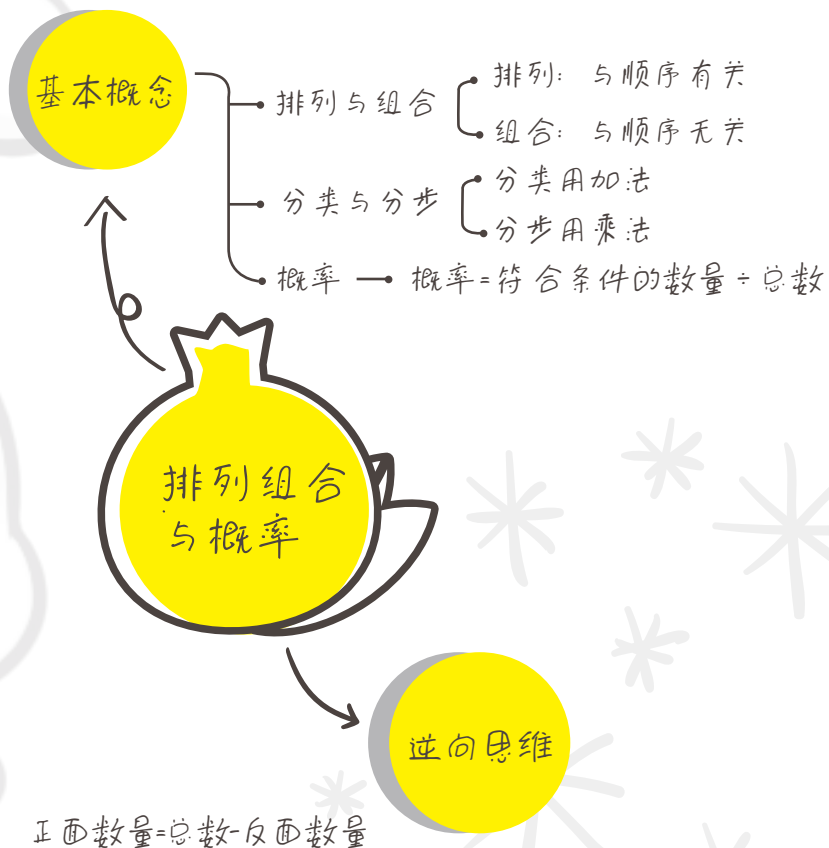 基本概念
排列与组合
排列：与顺序有关
组合：与顺序无关
分类与分步
分类用加法
分步用乘法
概率
概率=符合条件的数量÷总数
排列组合
与概率
逆向思维
正面数量=总数-反面数量